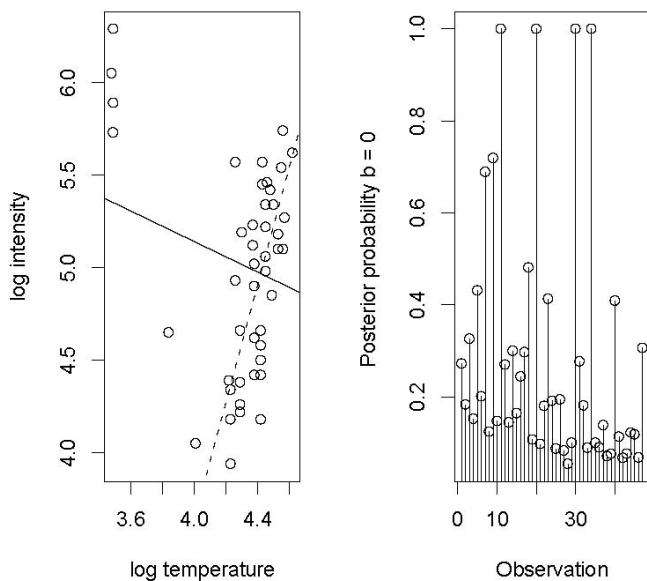 6.0
5.5
5.0
4.5
4.0
log intensity
3.6 4.0 4.4
log temperature
1.0
0.8
0.6
0.4
0.2
Posterior probability b = 0
0 10 30
Observation